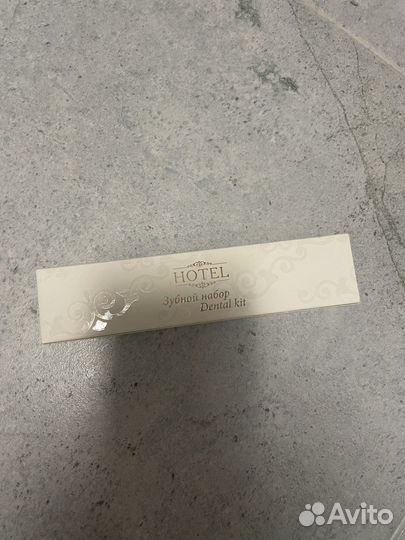 HOTEL
Зубной набор
Dental kit
Avito